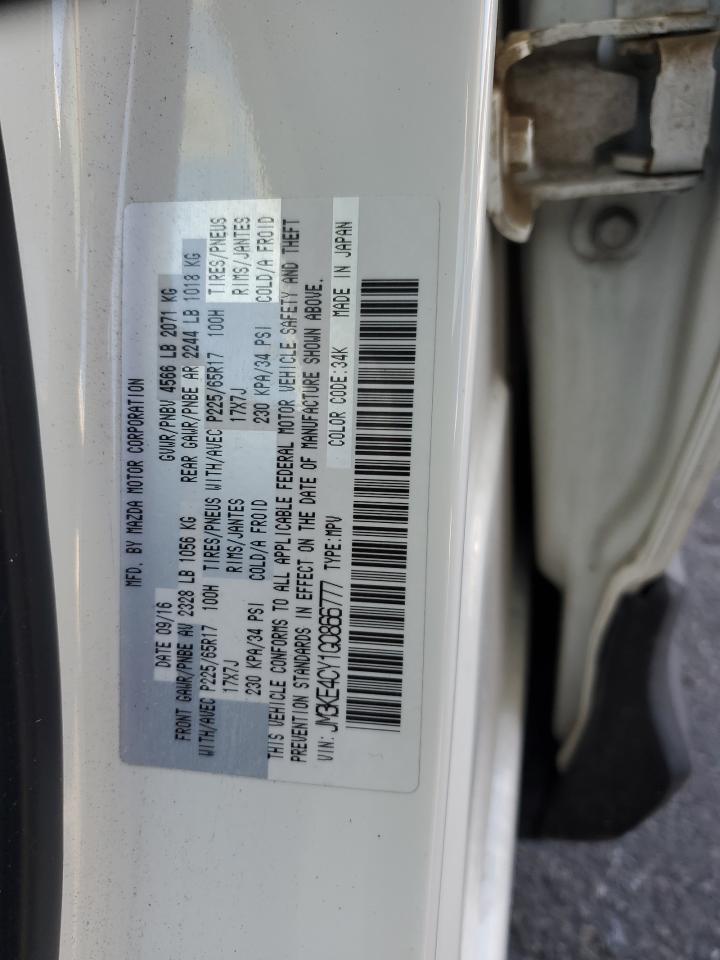 MFD. BY MAZDA MOTOR CORPORATION
DATE 09/16 GVWR/PNBV 4566 LB 2071 KG
FRONT GAWR/PNBE AV 2328 LB 1056 KG REAR GAWR/PNBE AR 2244 LB 1018 KG
WITH/AVEC P225/65R17 100H TIRES/PNEUS WITH/AVEC P225/65R17 100H TIRES/PNEUS
17X7J RIMS/JANTES 17X7J RIMS/JANTES
230 KPA/34 PSI COLD/A FROID 230 KPA/34 PSI COLD/A FROID
THIS VEHICLE CONFORMS TO ALL APPLICABLE FEDERAL MOTOR VEHICLE SAFETY AND THEFT
PREVENTION STANDARDS IN EFFECT ON THE DATE OF MANUFACTURE SHOWN ABOVE.
VIN: JM3KE4CY1G0866777 TYPE:MPV COLOR CODE:34K MADE IN JAPAN